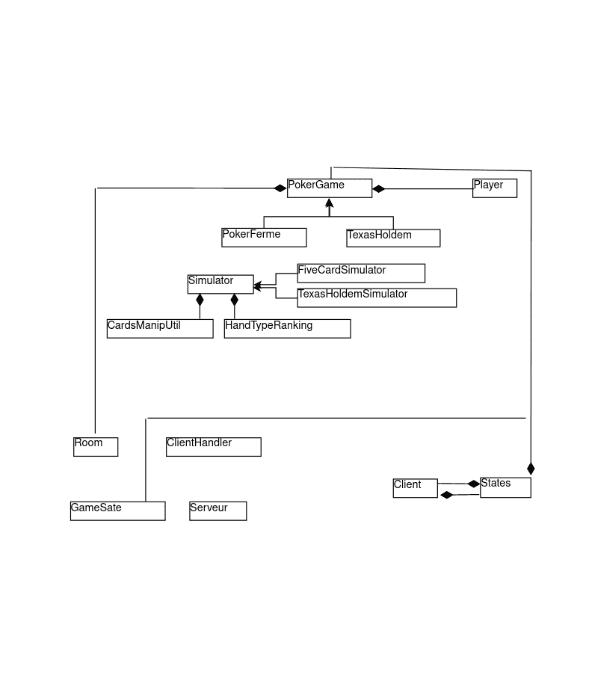 PokerGame
Player
PokerFerme
TexasHoldem
FiveCardSimulator
Simulator
TexasHoldemSimulator
CardsManipUtil
HandTypeRanking
Room
ClientHandler
Client
States
GameSate
Serveur